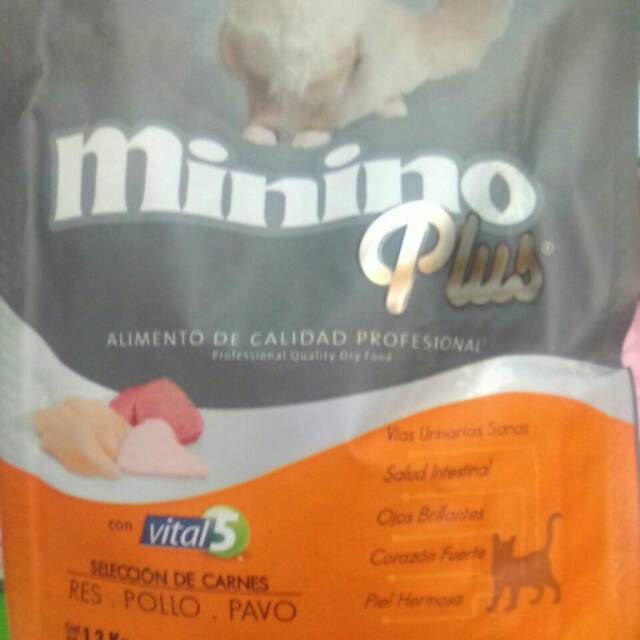 minino
Plus®
ALIMENTO DE CALIDAD PROFESIONAL
Professional Quality Dry Food
Vías Urinarias Sanas
Salud Intestinal
Ojos Brillantes
Corazón Fuerte
Piel Hermosa
con vital5
SELECCIÓN DE CARNES
RES . POLLO . PAVO